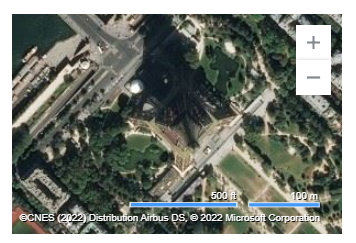 +
−
500 ft 100 m
©CNES (2022) Distribution Airbus DS, © 2022 Microsoft Corporation